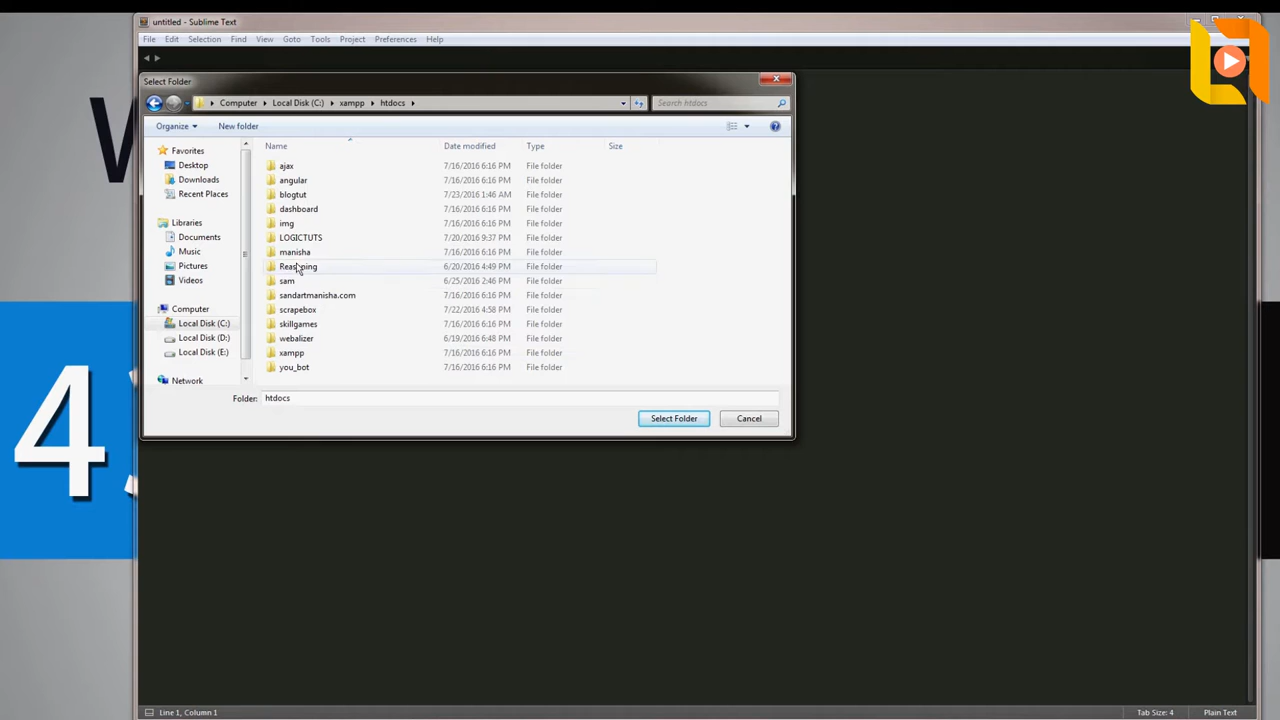 untitled - Sublime Text
File Edit Selection Find View Goto Tools Project Preferences Help
Select Folder
Computer Local Disk (C:) xampp htdocs
Search htdocs
Organize New folder
Name Date modified Type Size
Favorites
Desktop
Downloads
Recent Places
Libraries
Documents
Music
Pictures
Videos
Computer
Local Disk (C:)
Local Disk (D:)
Local Disk (E:)
Network
ajax 7/16/2016 6:16 PM File folder
angular 7/16/2016 6:16 PM File folder
blogtut 7/23/2016 1:46 AM File folder
dashboard 7/16/2016 6:16 PM File folder
img 7/16/2016 6:16 PM File folder
LOGICTUTS 7/20/2016 9:37 PM File folder
manisha 7/16/2016 6:16 PM File folder
6/20/2016 4:49 PM File folder
sam 6/25/2016 2:46 PM File folder
sandartmanisha.com 7/16/2016 6:16 PM File folder
scrapebox 7/22/2016 4:58 PM File folder
skillgames 7/16/2016 6:16 PM File folder
webalizer 6/19/2016 6:48 PM File folder
xampp 7/16/2016 6:16 PM File folder
you_bot 7/16/2016 6:16 PM File folder
Folder: htdocs
Select Folder Cancel
W
4
Line 1, Column 1
Tab Size: 4 Plain Text